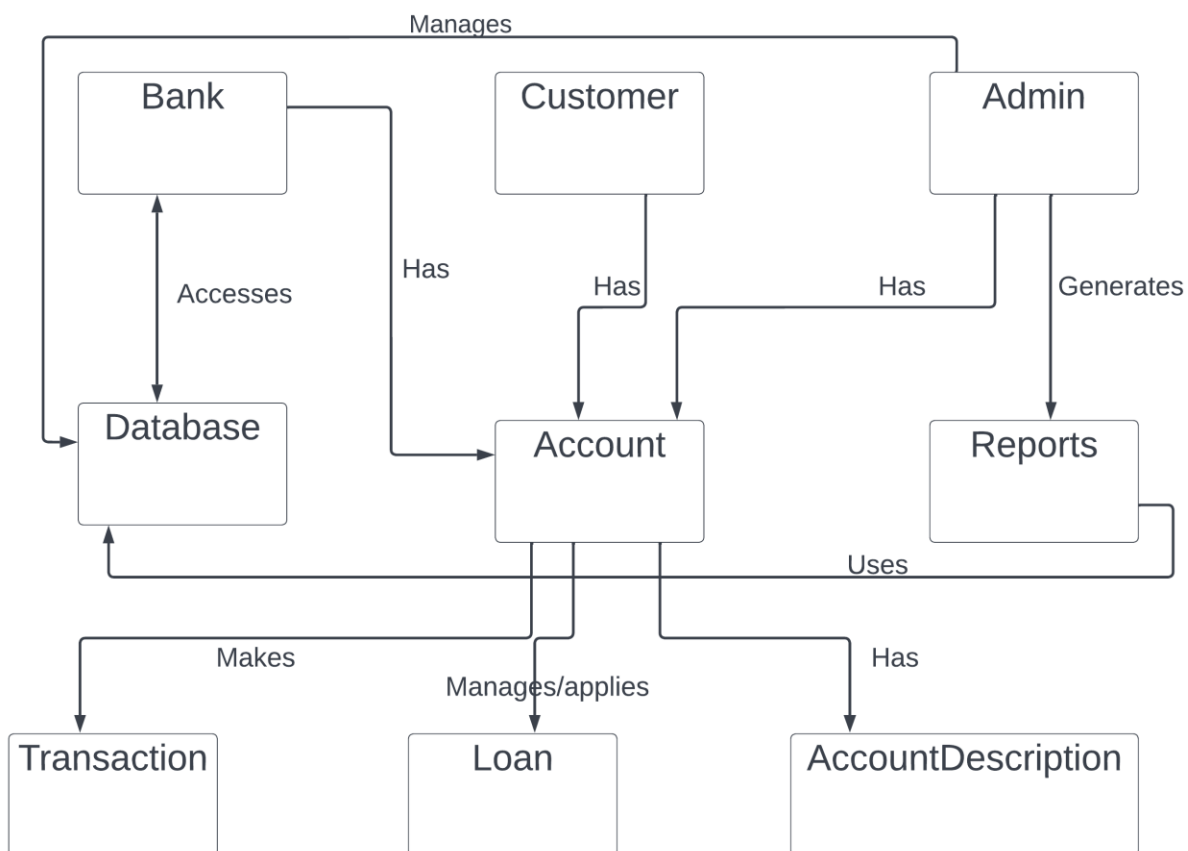 Manages
Bank
Customer
Admin
Has
Accesses
Has
Has
Generates
Database
Account
Reports
Uses
Makes
Has
Manages/applies
Transaction
Loan
AccountDescription